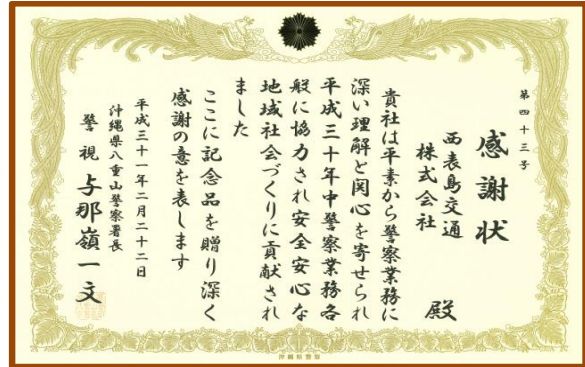 第四十三号
感謝状
西表島交通
株式会社
殿
貴社は平素から警察業務に
深い理解と関心を寄せられ
平成三十年中警察業務各
般に協力され安全安心な
地域社会づくりに貢献され
ました
ここに記念品を贈り深く
感謝の意を表します
平成三十一年二月二十二日
沖縄県八重山警察署長
警視 与那嶺一文
沖縄県警察